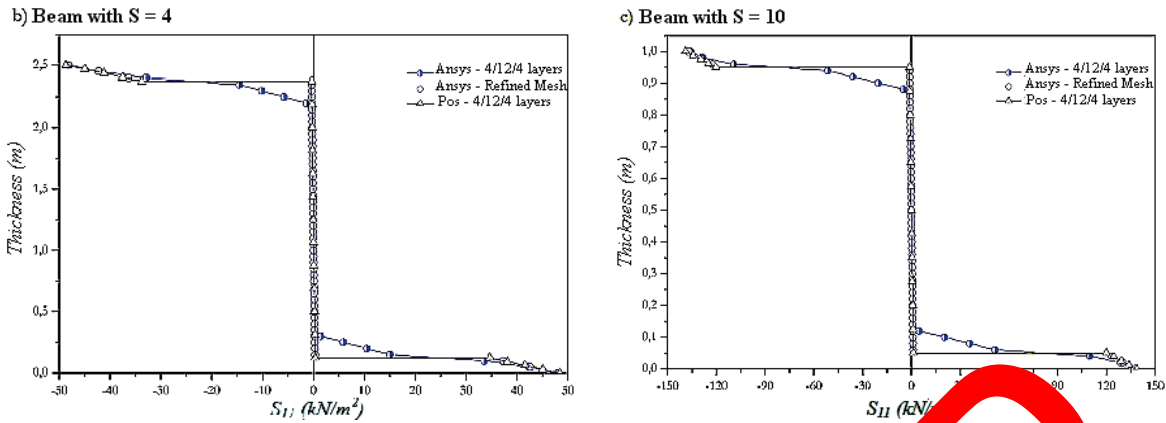 b) Beam with S = 4
2,5
2,0
1,5
1,0
0,5
0,0
Thickness (m)
Ansys - 4/12/4 layers
Ansys - Refined Mesh
Pos - 4/12/4 layers
-50 -30 -20 -10 0 10 20 30 40 50
(kN/m²)
c) Beam with S = 10
1,0
0,9
0,8
0,7
0,6
0,5
0,4
0,3
0,2
0,1
0,0
Thickness (m)
Ansys - 4/12/4 layers
Ansys - Refined Mesh
Pos - 4/12/4 layers
-150 -120 -90 -60 -30 0 30 60 90 120 150
S₁₁